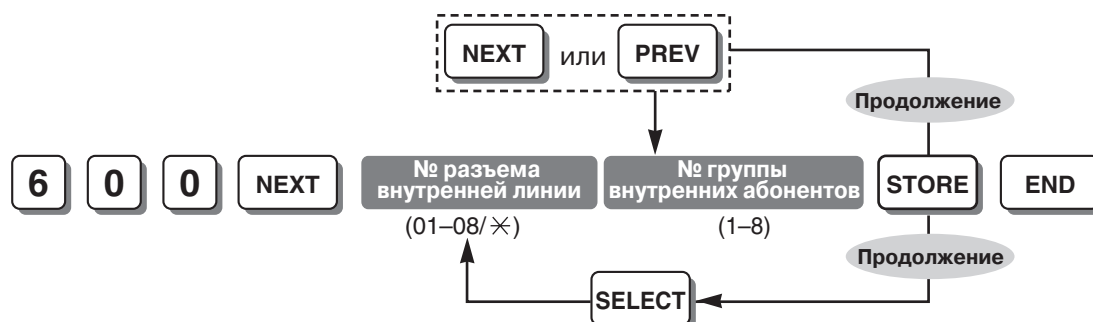 NEXT или PREV
Продолжение
6 0 0 NEXT № разъема внутренней линии № группы внутренних абонентов STORE END
(01–08/✳) (1–8)
Продолжение
SELECT